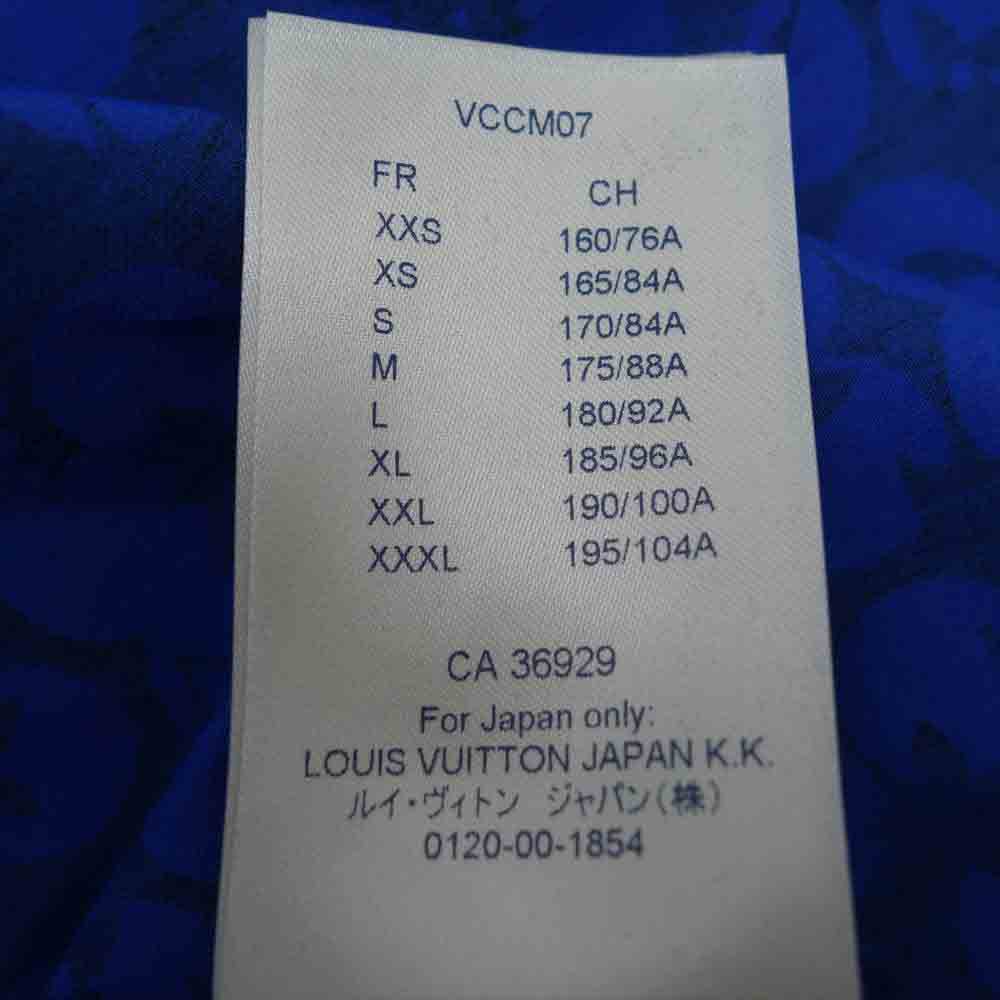 VCCM07
FR CH
XXS 160/76A
XS 165/84A
S 170/84A
M 175/88A
L 180/92A
XL 185/96A
XXL 190/100A
XXXL 195/104A
CA 36929
For Japan only:
LOUIS VUITTON JAPAN K.K.
ルイ・ヴィトン ジャパン(株)
0120-00-1854